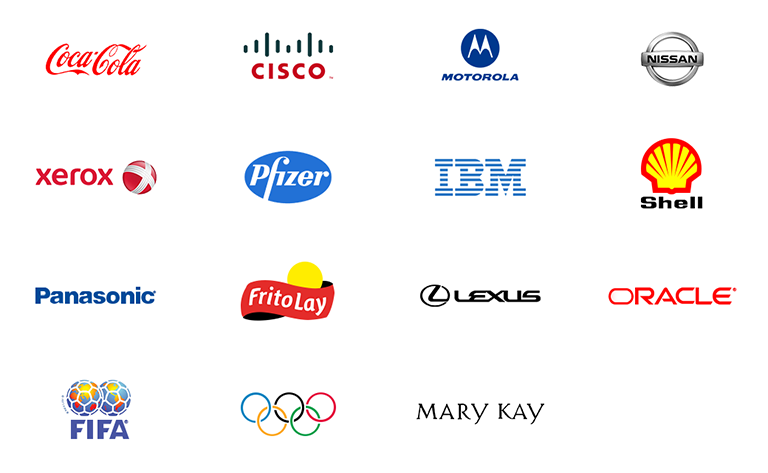 Coca-Cola
CISCO
MOTOROLA
NISSAN
xerox
Pfizer
IBM
Shell
Panasonic
FritoLay
LEXUS
ORACLE®
FIFA
MARY KAY